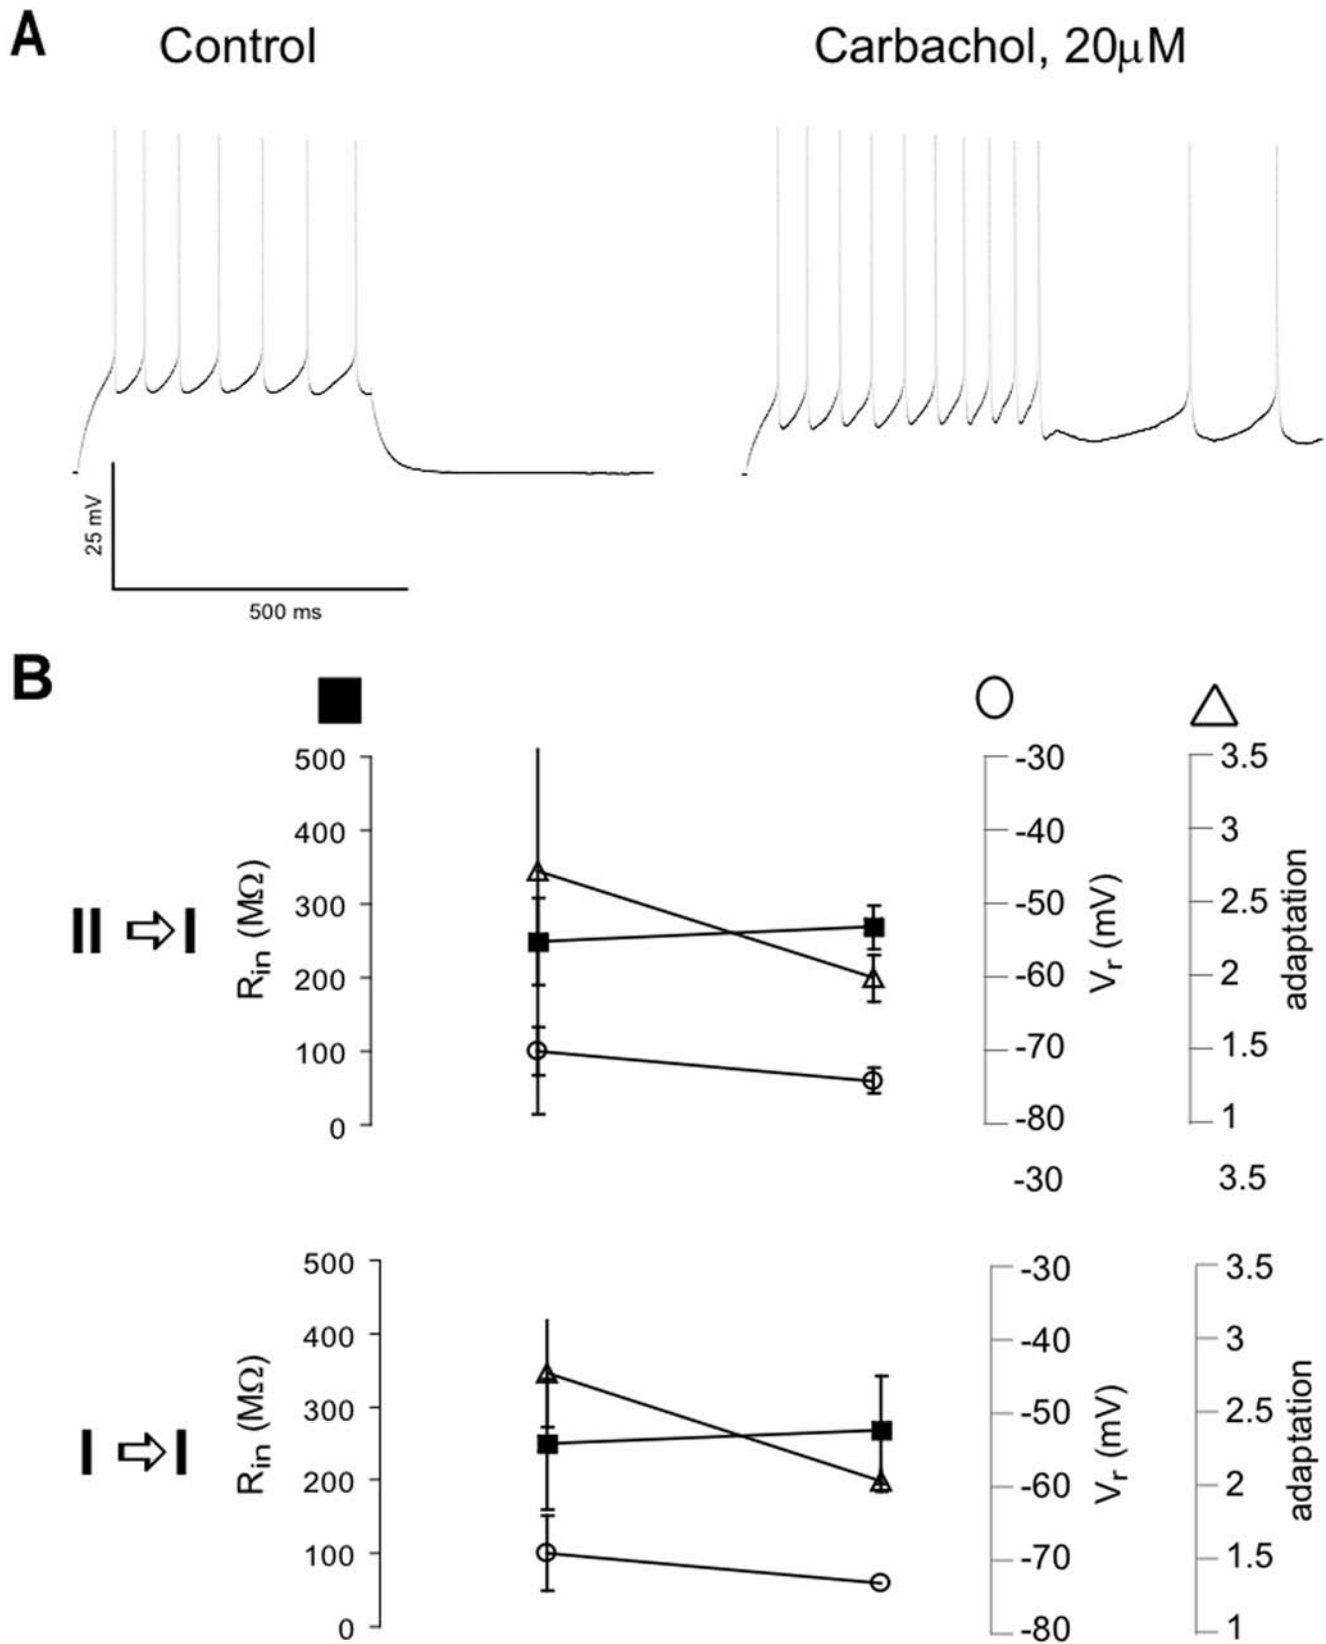 A
Control
Carbachol, 20μM
25 mV
500 ms
B
500
400
300
200
100
0
Rin (MΩ)
II ⇨ I
-30
-40
-50
-60
-70
-80
Vr (mV)
3.5
3
2.5
2
1.5
1
adaptation
-30
3.5
500
400
300
200
100
0
Rin (MΩ)
I ⇨ I
-30
-40
-50
-60
-70
-80
Vr (mV)
3.5
3
2.5
2
1.5
1
adaptation